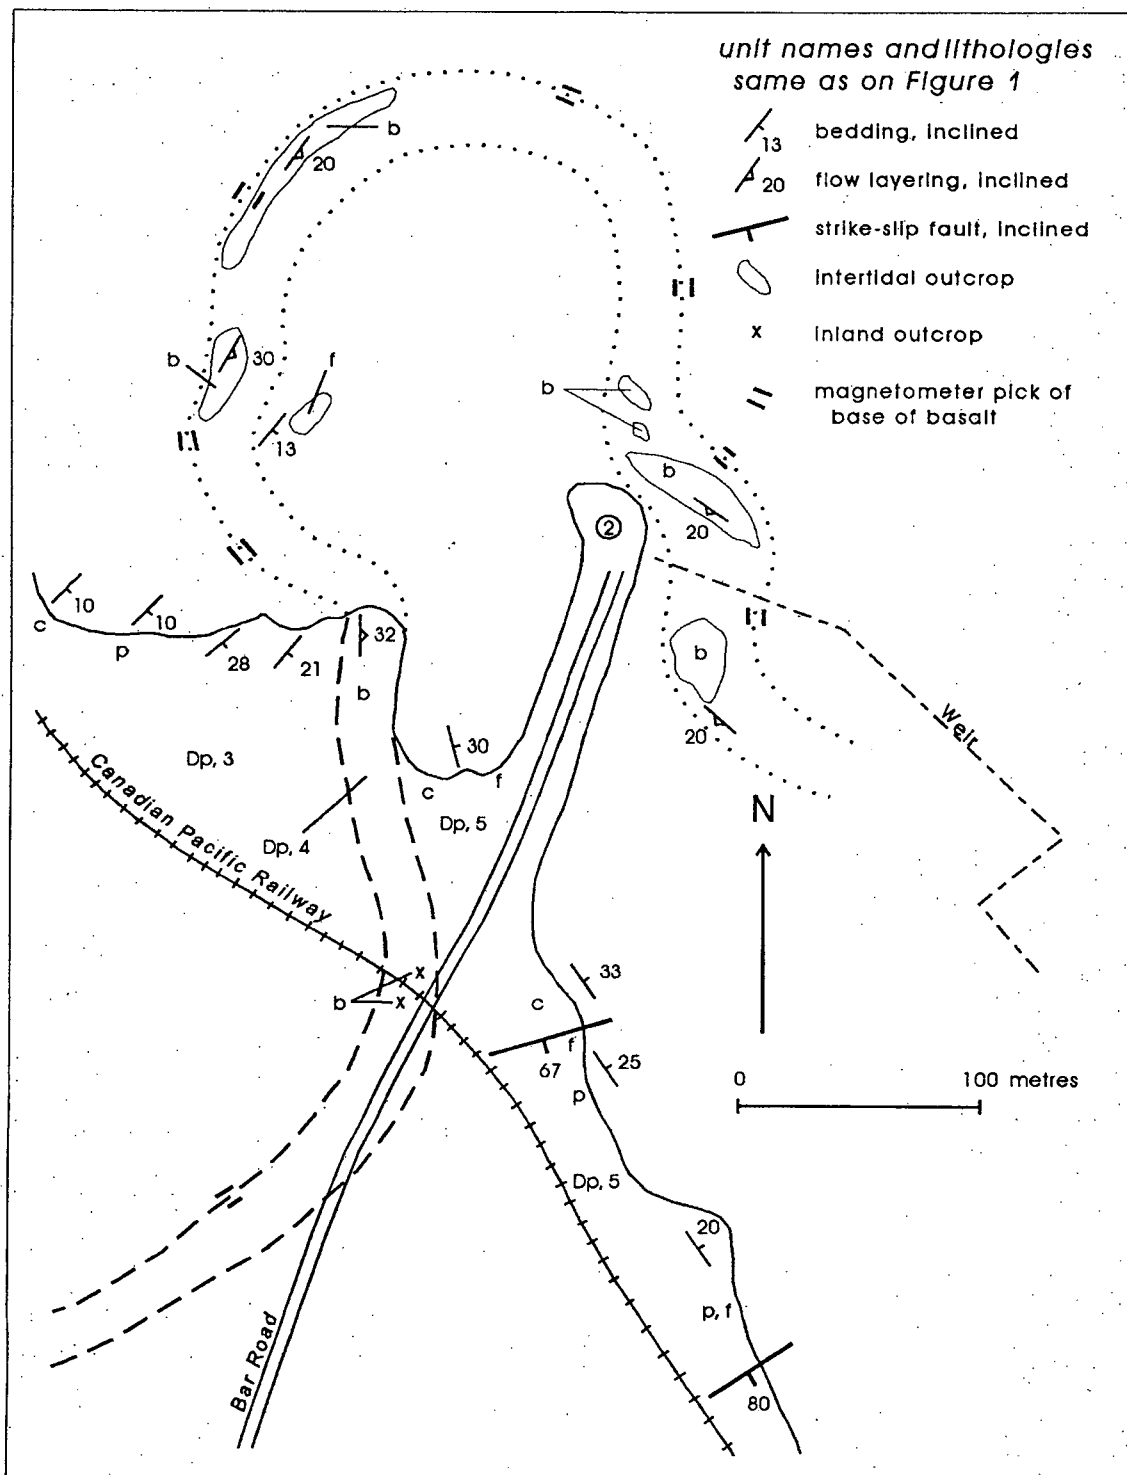 unit names and lithologies
same as on Figure 1
13
bedding, inclined
20
flow layering, inclined
strike-slip fault, inclined
intertidal outcrop
x
inland outcrop
magnetometer pick of
base of basalt
b
20
b
30
f
13
b
b
20
2
10
10
c
p
28
21
32
b
b
20
Weir
30
c
f
Dp, 3
Dp, 5
Dp, 4
Canadian Pacific Railway
N
x
b
x
33
c
f
67
25
p
0
100 metres
Dp, 5
20
p, f
80
Bar Road